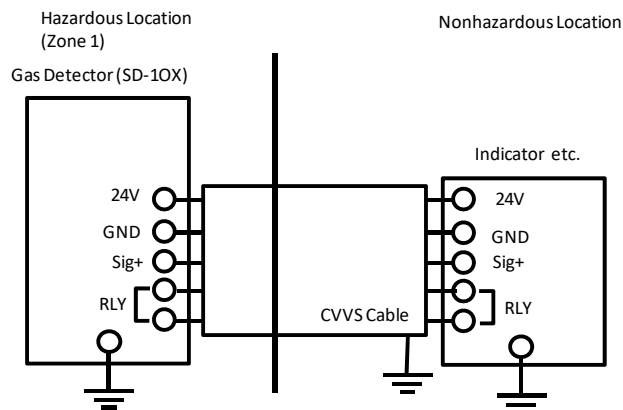 Hazardous Location
(Zone 1)
Nonhazardous Location
Gas Detector (SD-1OX)
Indicator etc.
24V
GND
Sig+
RLY
CVVS Cable
24V
GND
Sig+
RLY